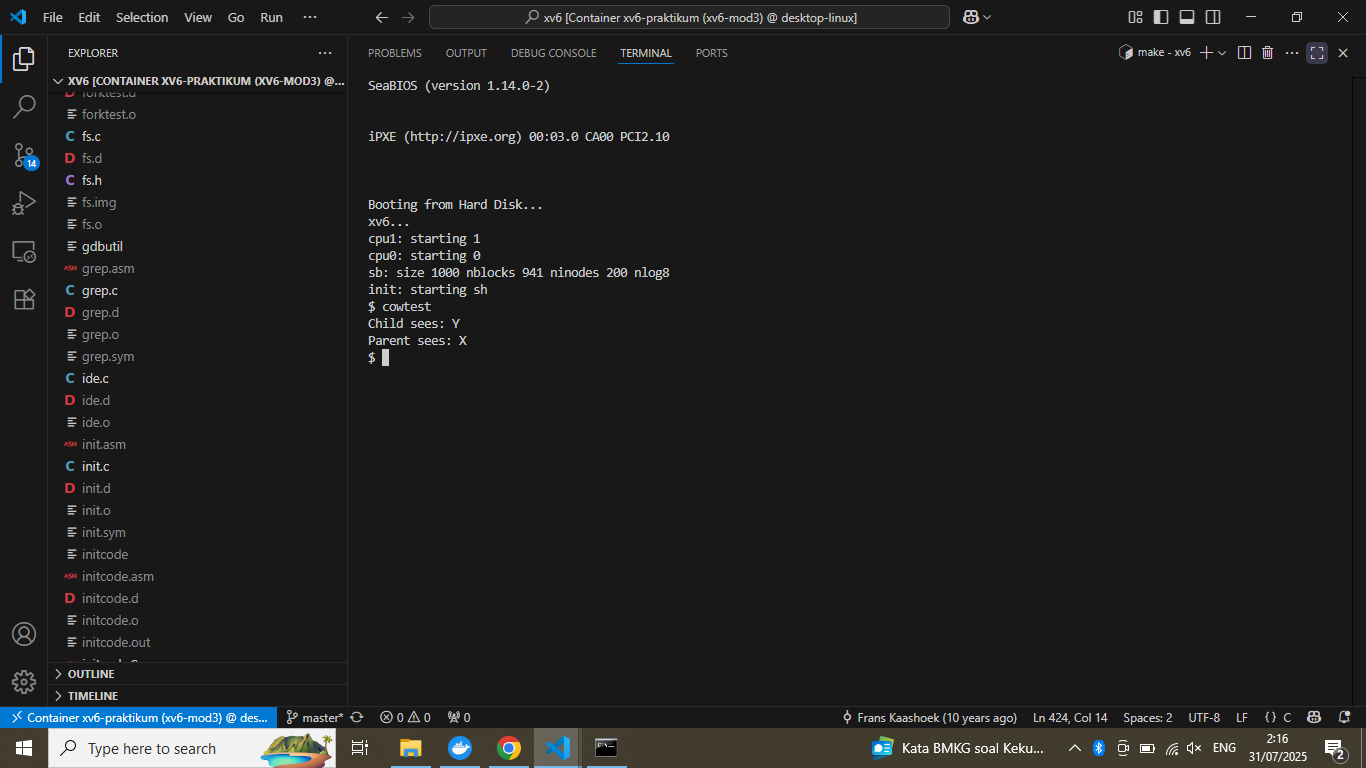 File Edit Selection View Go Run ···
xv6 [Container xv6-praktikum (xv6-mod3) @ desktop-linux]
EXPLORER
XV6 [CONTAINER XV6-PRAKTIKUM (XV6-MOD3) @...
D forktest.d
forktest.o
C fs.c
D fs.d
C fs.h
fs.img
fs.o
gdbutil
ASM grep.asm
C grep.c
D grep.d
grep.o
grep.sym
C ide.c
D ide.d
ide.o
ASM init.asm
C init.c
D init.d
init.o
init.sym
initcode
ASM initcode.asm
D initcode.d
initcode.o
initcode.out
OUTLINE
TIMELINE
14
PROBLEMS OUTPUT DEBUG CONSOLE TERMINAL PORTS
make - xv6
SeaBIOS (version 1.14.0-2)
iPXE (http://ipxe.org) 00:03.0 CA00 PCI2.10
Booting from Hard Disk...
xv6...
cpu1: starting 1
cpu0: starting 0
sb: size 1000 nblocks 941 ninodes 200 nlog8
init: starting sh
$ cowtest
Child sees: Y
Parent sees: X
$
Container xv6-praktikum (xv6-mod3) @ des... master* 0 0 0 Frans Kaashoek (10 years ago) Ln 424, Col 14 Spaces: 2 UTF-8 LF {} C
Type here to search
Kata BMKG soal Keku... ENG
2:16
31/07/2025
2